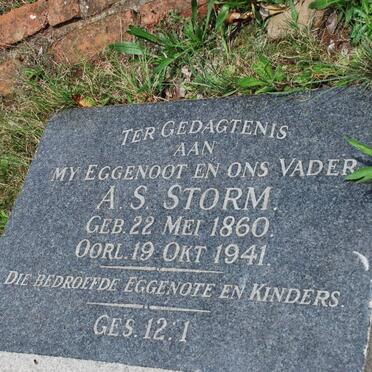 TER GEDAGTENIS
AAN
MY EGGENOOT EN ONS VADER
A. S. STORM.
GEB. 22 MEI 1860.
OORL. 19 OKT 1941.
DIE BEDROEFDE EGGENOTE EN KINDERS.
GES. 12:1